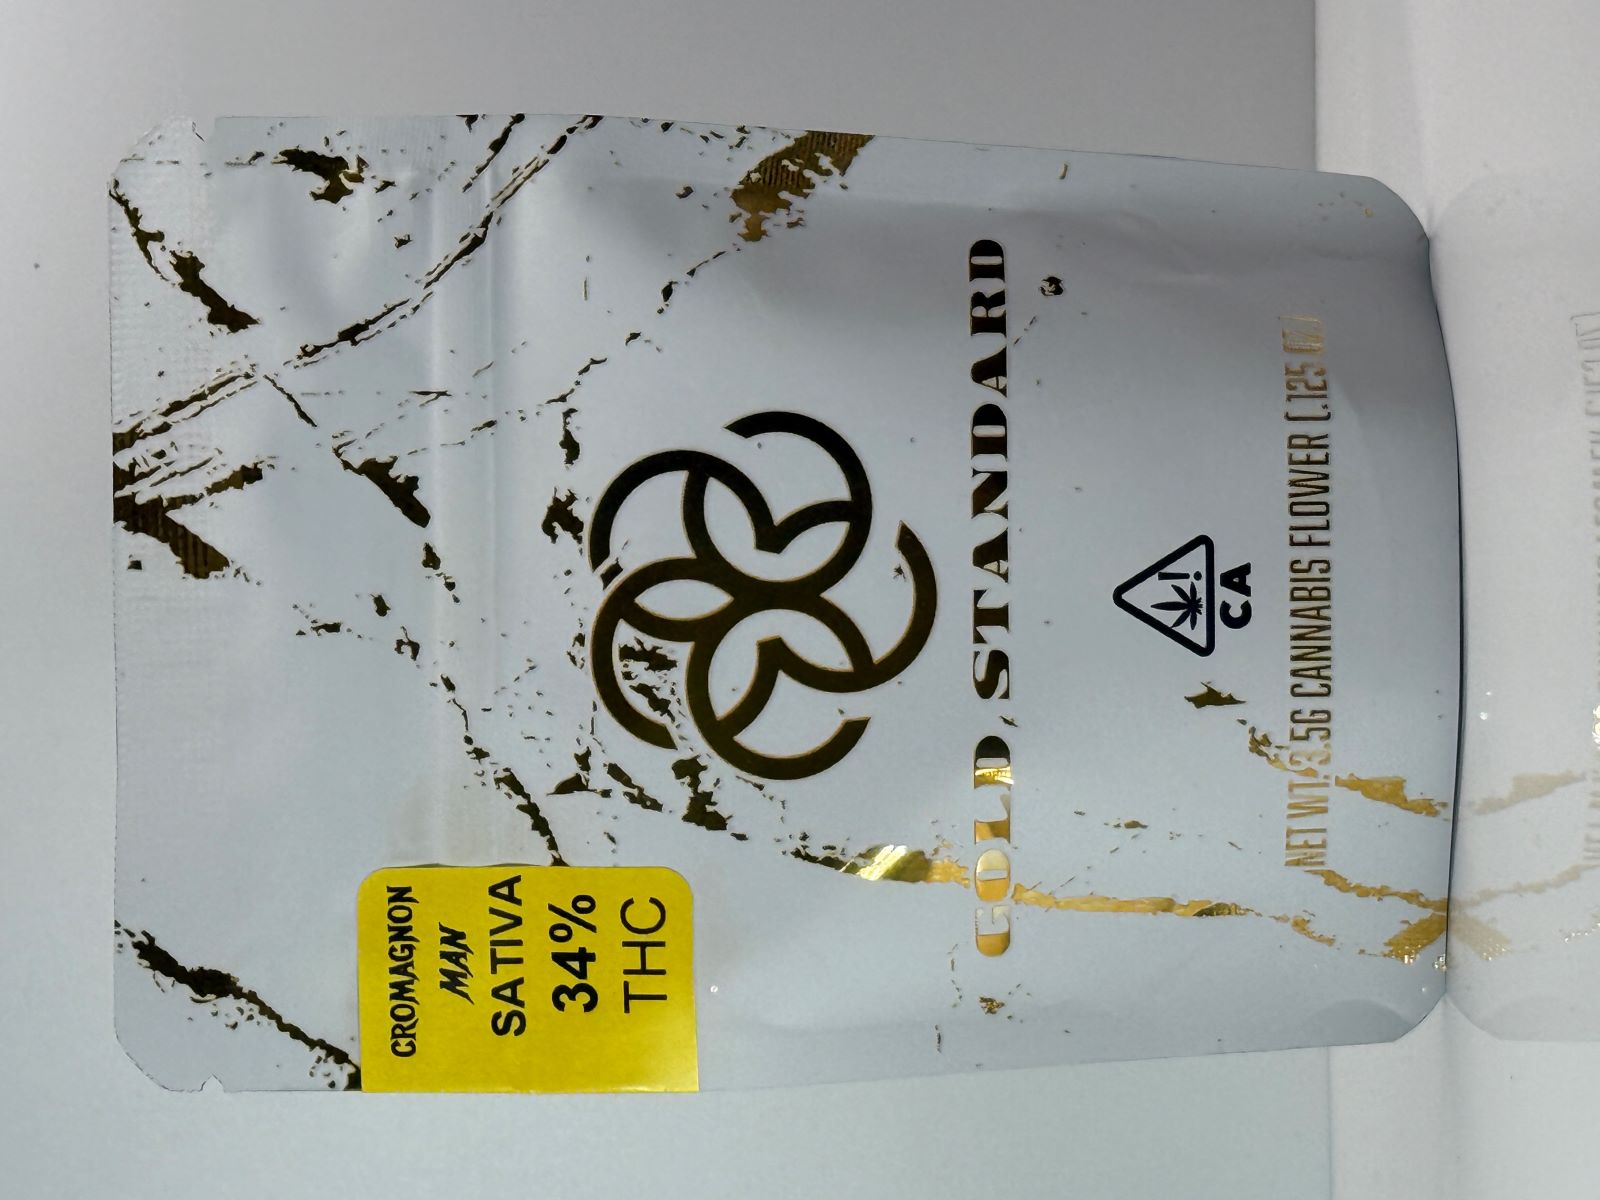 CROMAGNON
MAN
SATIVA
34%
THC
GOLD STANDARD
CA
NET WT. 3.5G CANNABIS FLOWER (.125 OZ.)